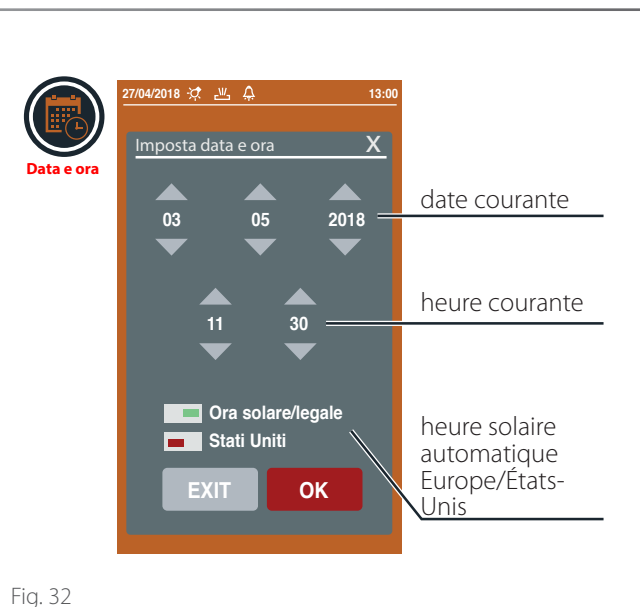 27/04/2018 13:00
Data e ora
Imposta data e ora X
03 05 2018
date courante
11 30
heure courante
Ora solare/legale
Stati Uniti
heure solaire
automatique
Europe/États-
Unis
EXIT OK
Fig. 32